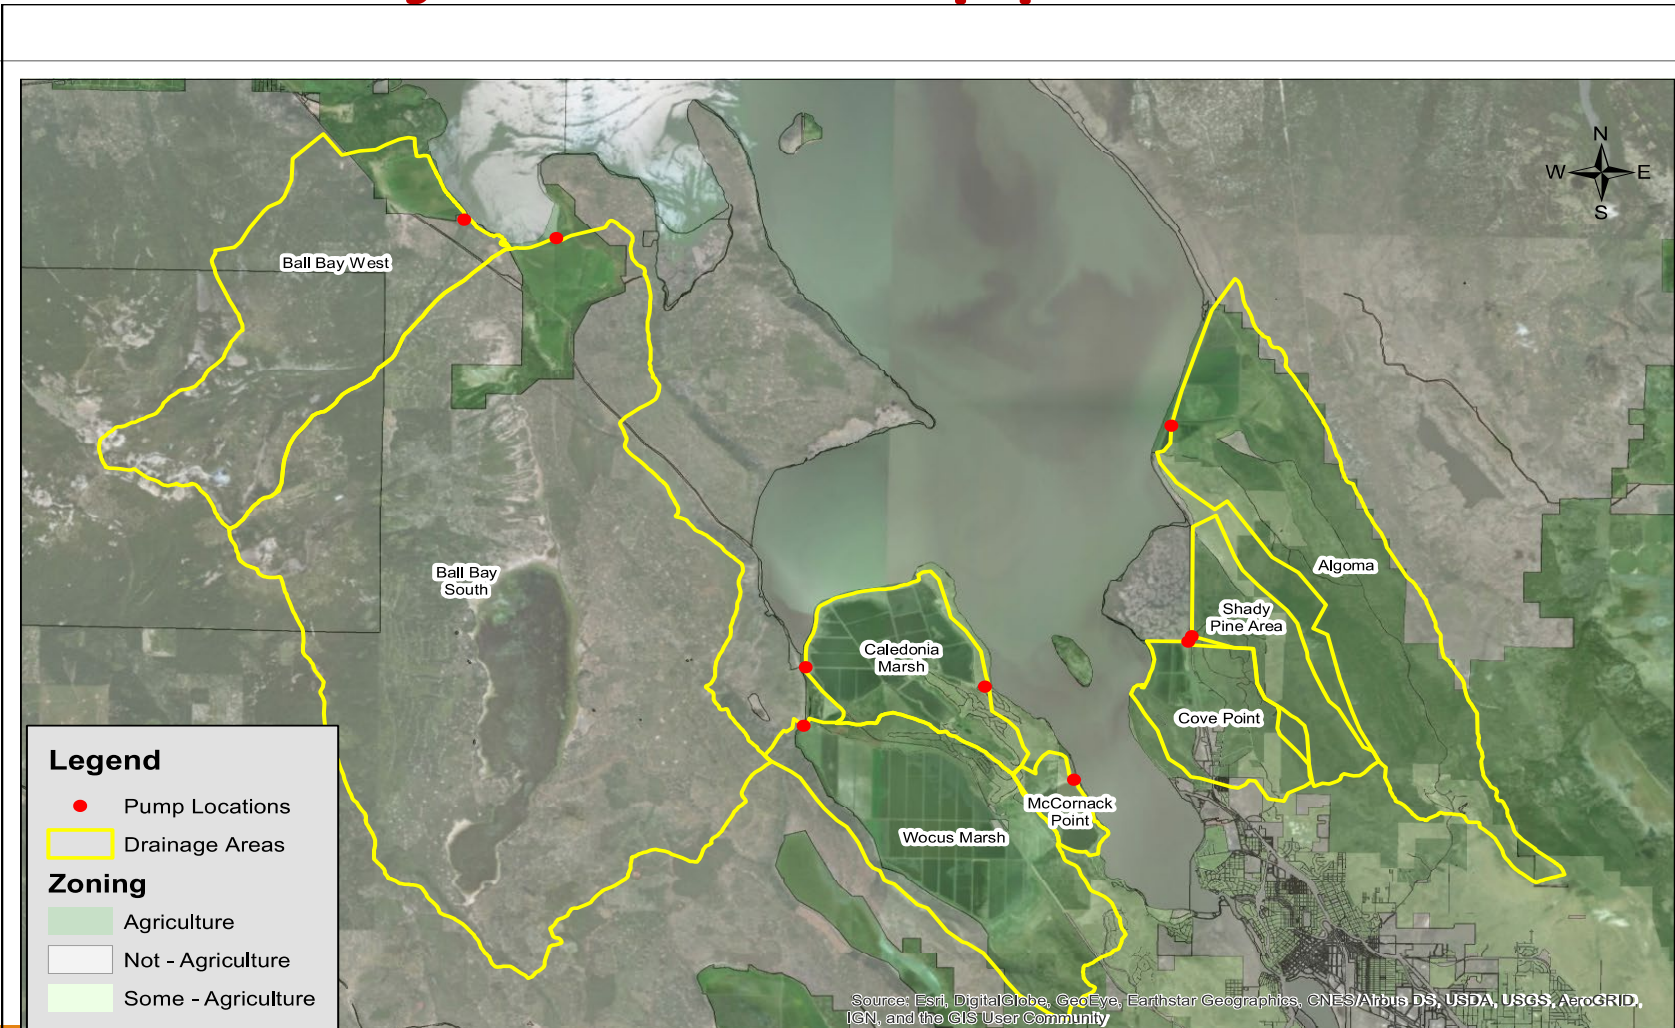 N
W E
S
Ball Bay West
Algoma
Ball Bay
South
Shady
Pine Area
Caledonia
Marsh
Cove Point
McCornack
Point
Wocus Marsh
Legend
Pump Locations
Drainage Areas
Zoning
Agriculture
Not - Agriculture
Some - Agriculture
Source: Esri, DigitalGlobe, GeoEye, Earthstar Geographics, CNES/Airbus DS, USDA, USGS, AeroGRID,
IGN, and the GIS User Community